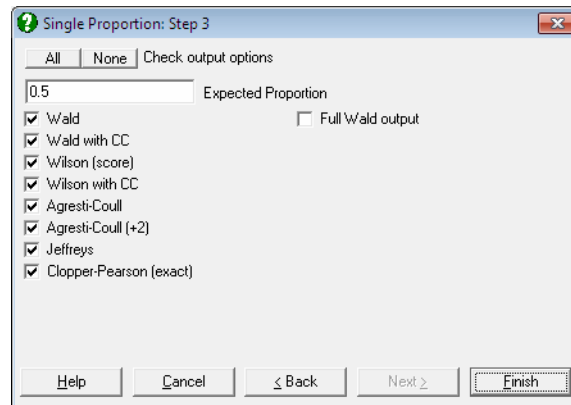 Single Proportion: Step 3
All None Check output options
0.5 Expected Proportion
Wald Full Wald output
Wald with CC
Wilson (score)
Wilson with CC
Agresti-Coull
Agresti-Coull (+2)
Jeffreys
Clopper-Pearson (exact)
Help Cancel < Back Next > Finish